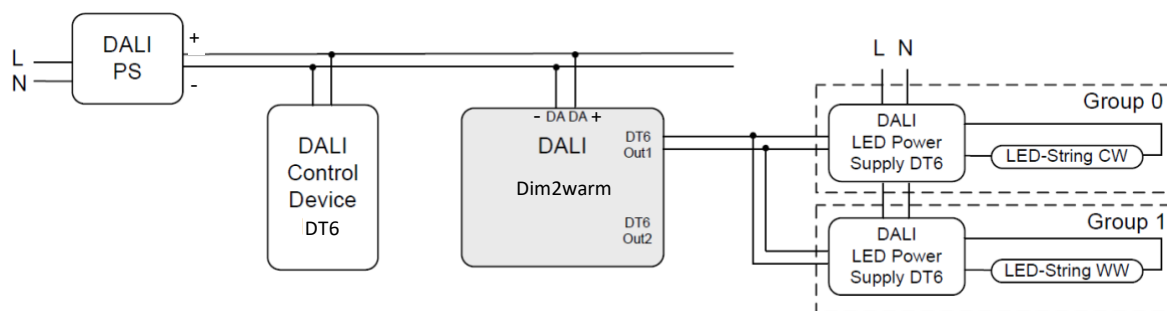 DALI
PS
L
N
+
-
DALI
Control
Device
DT6
- DA DA +
DALI
Dim2warm
DT6
Out1
DT6
Out2
L N
Group 0
DALI
LED Power
Supply DT6
LED-String CW
Group 1
DALI
LED Power
Supply DT6
LED-String WW